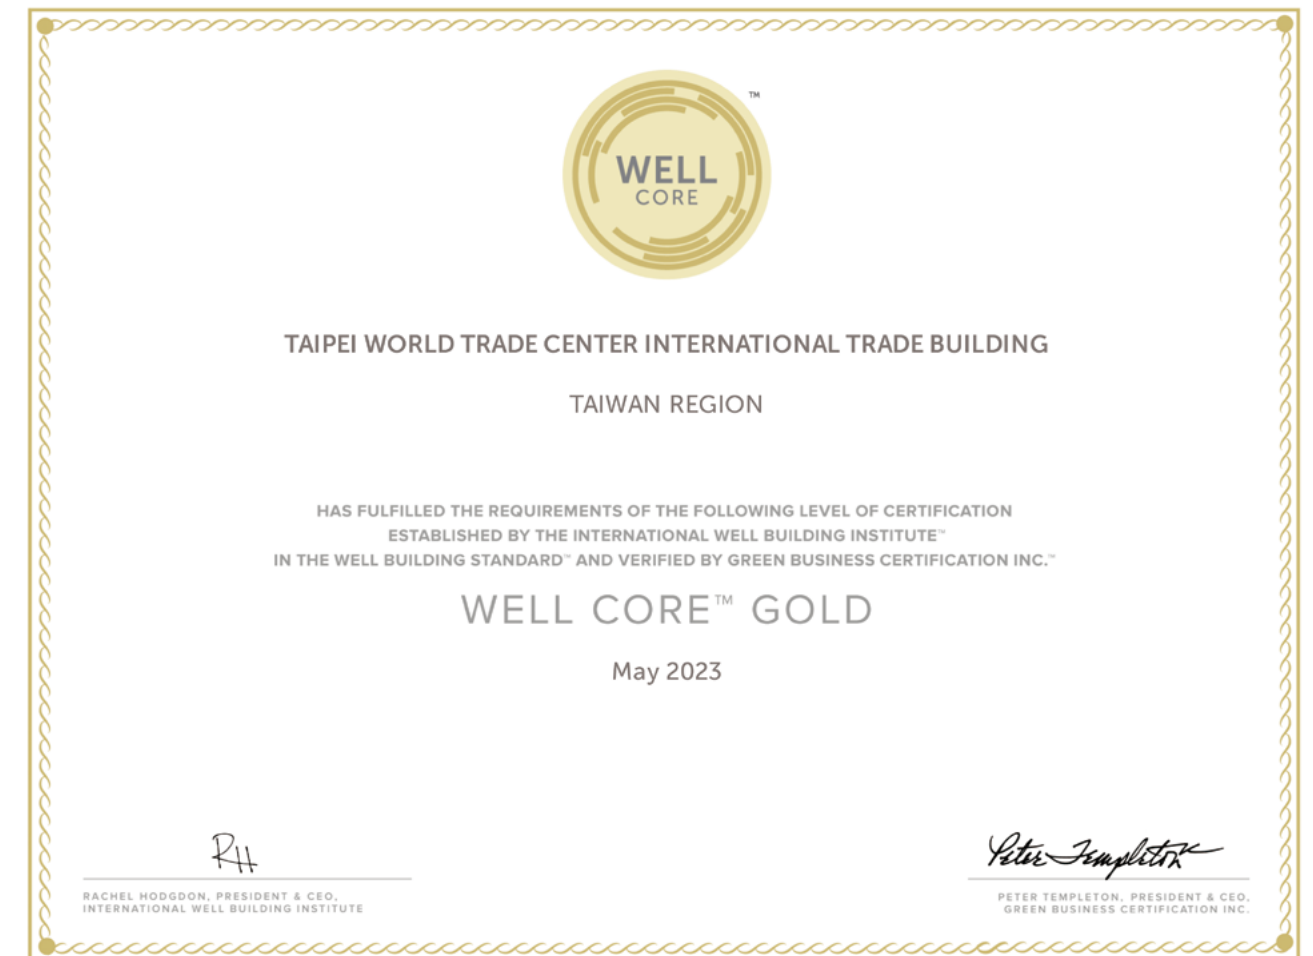 WELL
CORE
™
TAIPEI WORLD TRADE CENTER INTERNATIONAL TRADE BUILDING
TAIWAN REGION
HAS FULFILLED THE REQUIREMENTS OF THE FOLLOWING LEVEL OF CERTIFICATION
ESTABLISHED BY THE INTERNATIONAL WELL BUILDING INSTITUTE™
IN THE WELL BUILDING STANDARD™ AND VERIFIED BY GREEN BUSINESS CERTIFICATION INC.™
WELL CORE™ GOLD
May 2023
RH
RACHEL HODGDON, PRESIDENT & CEO,
INTERNATIONAL WELL BUILDING INSTITUTE
Peter Templeton
PETER TEMPLETON, PRESIDENT & CEO,
GREEN BUSINESS CERTIFICATION INC.